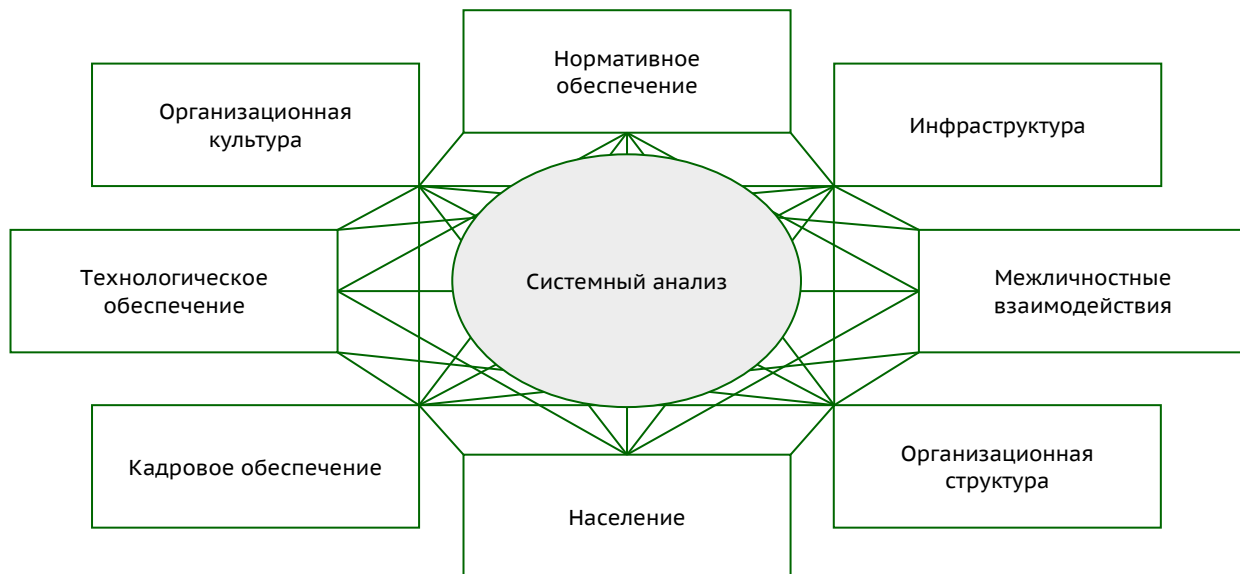 Нормативное
обеспечение
Организационная
культура
Инфраструктура
Технологическое
обеспечение
Системный анализ
Межличностные
взаимодействия
Кадровое обеспечение
Население
Организационная
структура